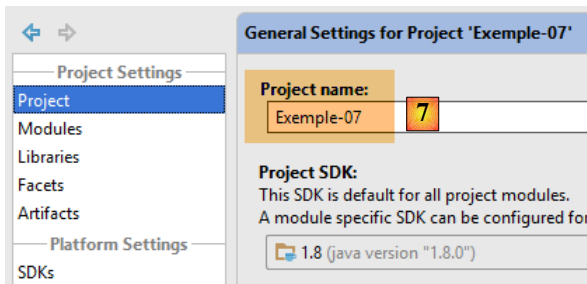 Project Settings
Project
Modules
Libraries
Facets
Artifacts
Platform Settings
SDKs
General Settings for Project 'Exemple-07'
Project name:
Exemple-07
7
Project SDK:
This SDK is default for all project modules.
A module specific SDK can be configured for
1.8 (java version "1.8.0")